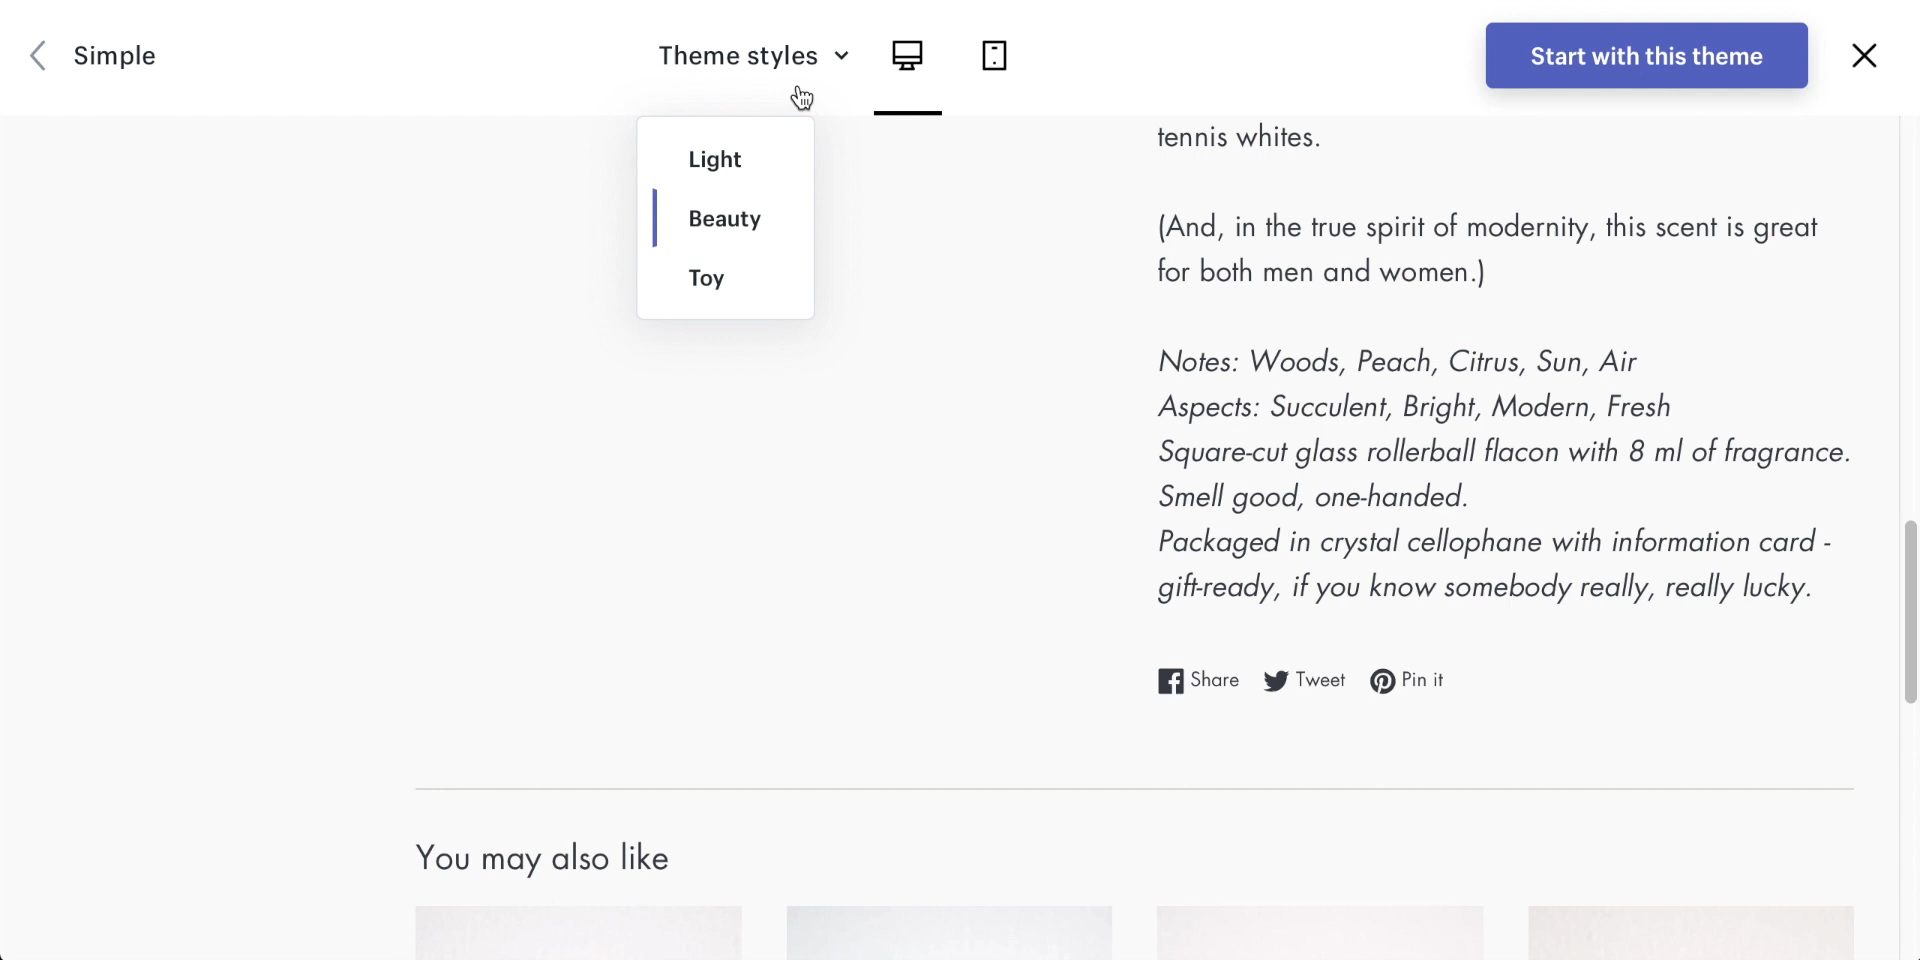 Simple
Theme styles
Start with this theme
Light
Beauty
Toy
tennis whites.
(And, in the true spirit of modernity, this scent is great
for both men and women.)
Notes: Woods, Peach, Citrus, Sun, Air
Aspects: Succulent, Bright, Modern, Fresh
Square-cut glass rollerball flacon with 8 ml of fragrance.
Smell good, one-handed.
Packaged in crystal cellophane with information card -
gift-ready, if you know somebody really, really lucky.
Share Tweet Pin it
You may also like